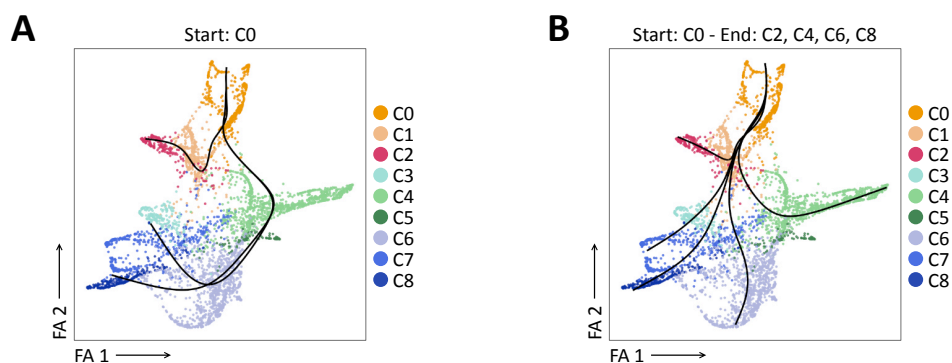 A
Start: C0
C0
C1
C2
C3
C4
C5
C6
C7
C8
FA 2
FA 1
B
Start: C0 - End: C2, C4, C6, C8
C0
C1
C2
C3
C4
C5
C6
C7
C8
FA 2
FA 1